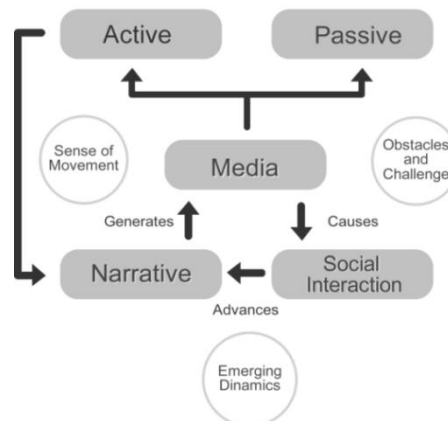 Active
Passive
Sense of
Movement
Obstacles
and
Challenge
Media
Generates
Causes
Narrative
Social
Interaction
Advances
Emerging
Dinamics